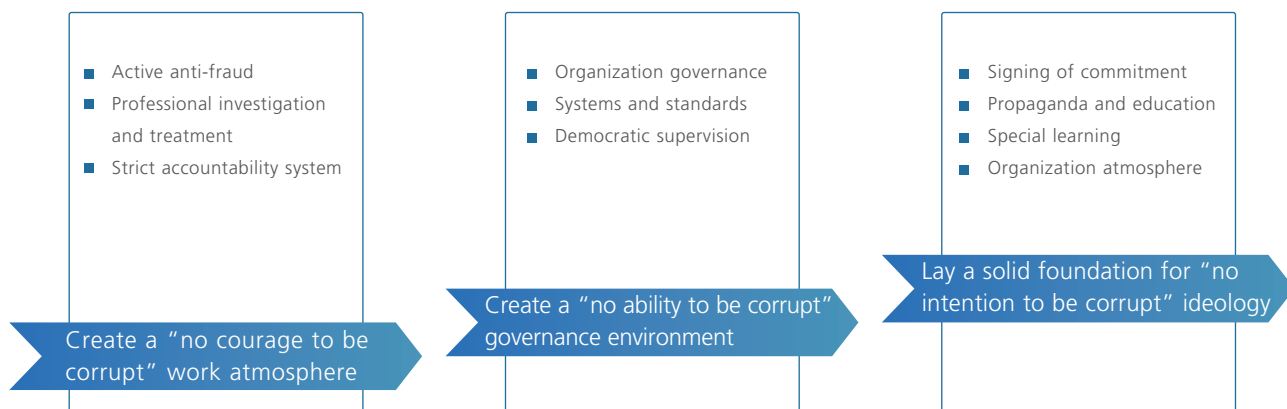 Active anti-fraud
Professional investigation
and treatment
Strict accountability system
Create a “no courage to be
corrupt” work atmosphere
Organization governance
Systems and standards
Democratic supervision
Create a “no ability to be corrupt”
governance environment
Signing of commitment
Propaganda and education
Special learning
Organization atmosphere
Lay a solid foundation for “no
intention to be corrupt” ideology